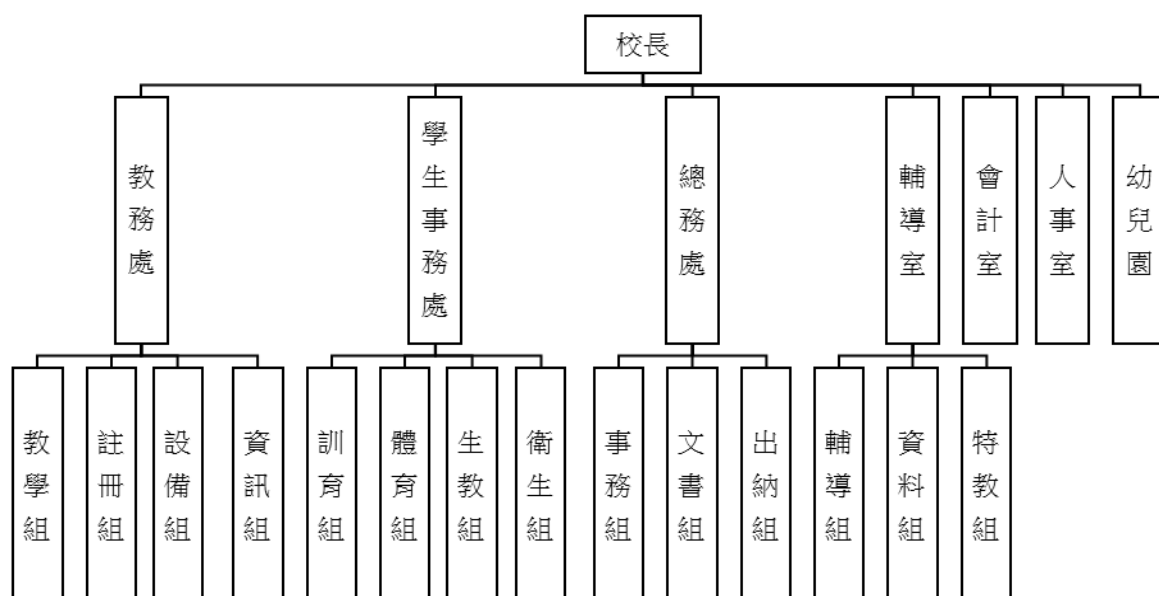 校長
教務處
學生事務處
總務處
輔導室
會計室
人事室
幼兒園
教學組
註冊組
設備組
資訊組
訓育組
體育組
生教組
衛生組
事務組
文書組
出納組
輔導組
資料組
特教組